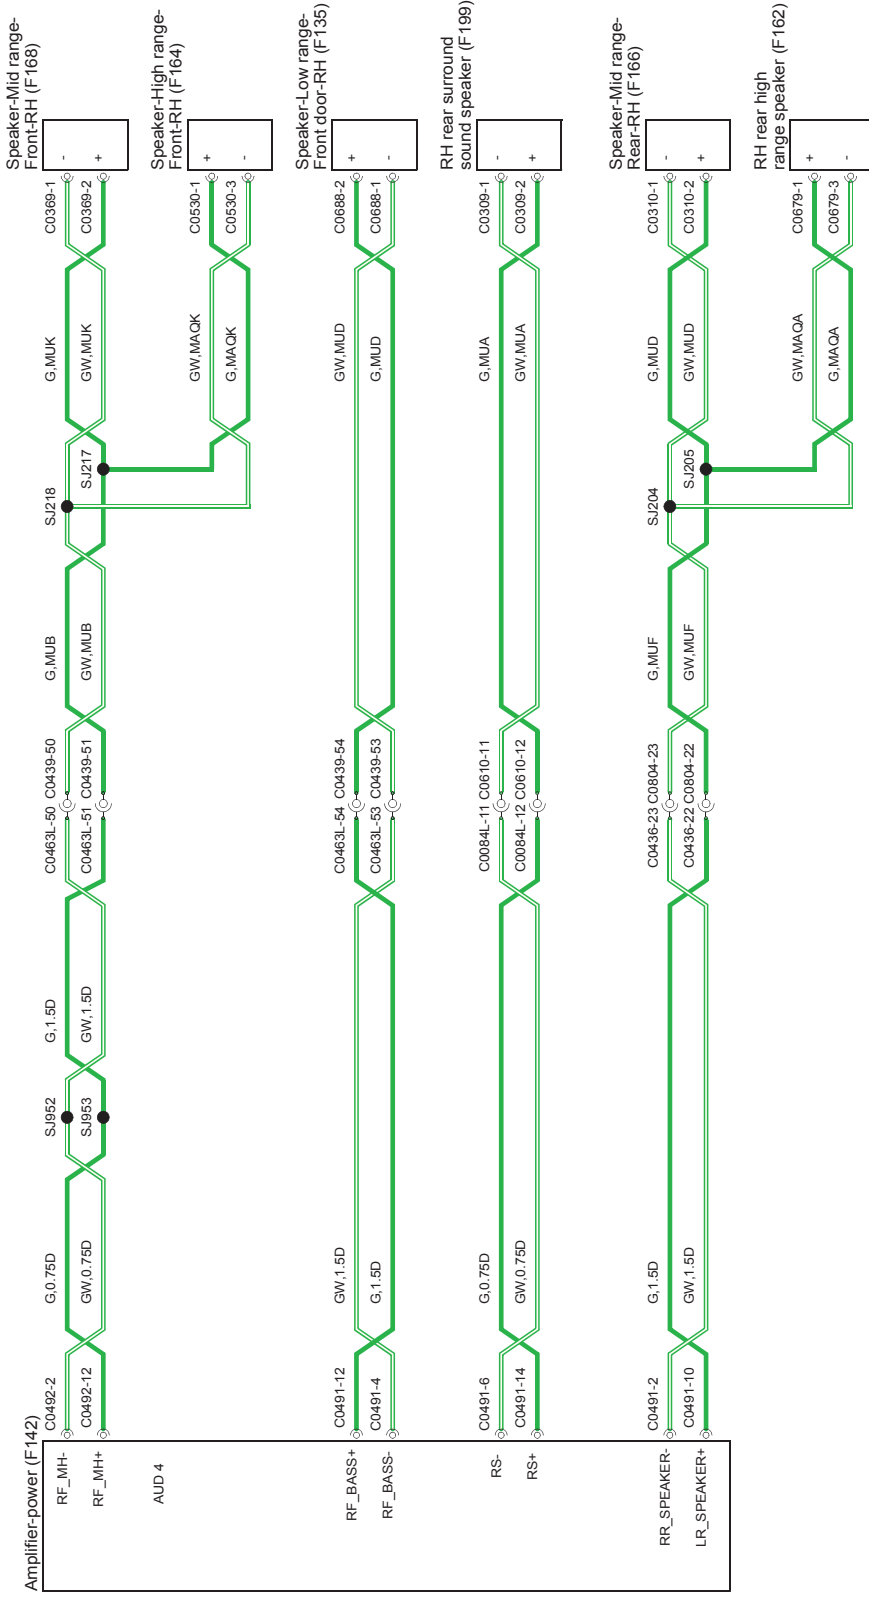 Speaker-Mid range-
Front-RH (F168)
-
+
C0369-1
C0369-2
G,MUK
GW,MUK
SJ218
SJ217
G,MUB
GW,MUB
C0439-50
C0439-51
C0463L-50
C0463L-51
G,1.5D
GW,1.5D
SJ952
SJ953
G,0.75D
GW,0.75D
C0492-2
C0492-12
RF_MH-
RF_MH+
Amplifier-power (F142)
AUD 4
Speaker-High range-
Front-RH (F164)
+
-
C0530-1
C0530-3
GW,MAQK
G,MAQK
Speaker-Low range-
Front door-RH (F135)
+
-
C0688-2
C0688-1
GW,MUD
G,MUD
C0439-54
C0439-53
C0463L-54
C0463L-53
GW,1.5D
G,1.5D
C0491-12
C0491-4
RF_BASS+
RF_BASS-
RH rear surround
sound speaker (F199)
-
+
C0309-1
C0309-2
G,MUA
GW,MUA
C0610-11
C0610-12
C0084L-11
C0084L-12
G,0.75D
GW,0.75D
C0491-6
C0491-14
RS-
RS+
Speaker-Mid range-
Rear-RH (F166)
-
+
C0310-1
C0310-2
G,MUD
GW,MUD
SJ204
SJ205
G,MUF
GW,MUF
C0804-23
C0804-22
C0436-23
C0436-22
G,1.5D
GW,1.5D
C0491-2
C0491-10
RR_SPEAKER-
LR_SPEAKER+
RH rear high
range speaker (F162)
+
-
C0679-1
C0679-3
GW,MAQA
G,MAQA